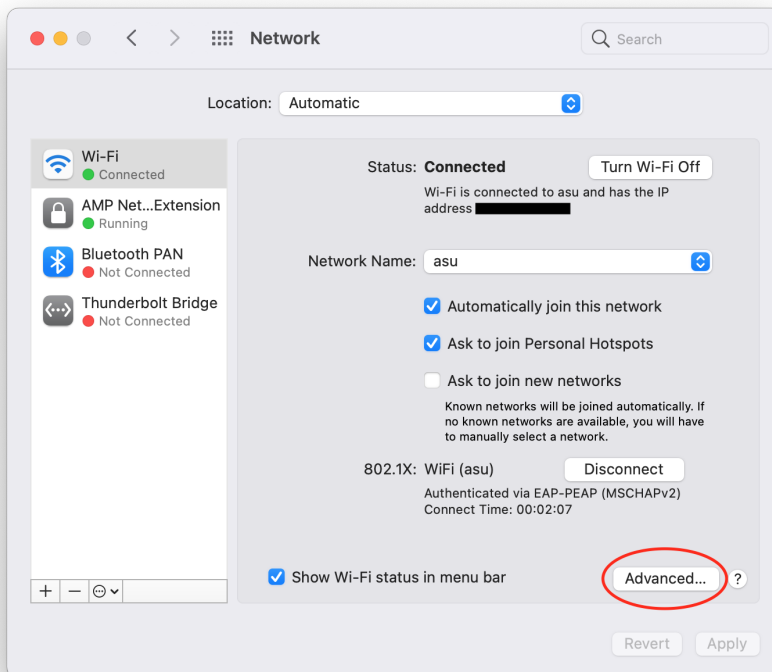 Network
Search
Location: Automatic
Wi-Fi
Connected
AMP Net...Extension
Running
Bluetooth PAN
Not Connected
Thunderbolt Bridge
Not Connected
Status: Connected
Turn Wi-Fi Off
Wi-Fi is connected to asu and has the IP
address
Network Name: asu
Automatically join this network
Ask to join Personal Hotspots
Ask to join new networks
Known networks will be joined automatically. If
no known networks are available, you will have
to manually select a network.
802.1X: WiFi (asu)
Disconnect
Authenticated via EAP-PEAP (MSCHAPv2)
Connect Time: 00:02:07
Show Wi-Fi status in menu bar
Advanced...
?
Revert
Apply